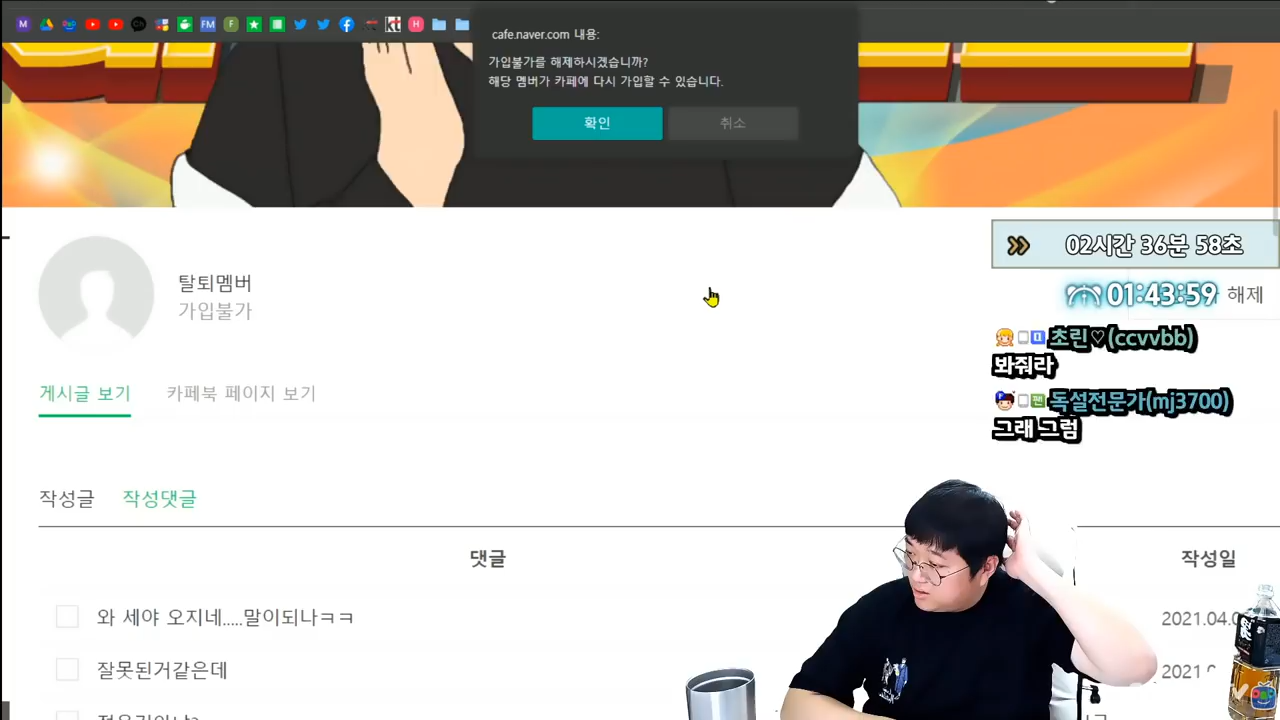 cafe.naver.com 내용:
가입불가를 해제하시겠습니까?
해당 멤버가 카페에 다시 가입할 수 있습니다.
확인
취소
02시간 36분 58초
01:43:59
해제
탈퇴멤버
가입불가
초린♡(ccvvbb)
봐줘라
게시글 보기
카페북 페이지 보기
독설전문가(mj3700)
그래 그럼
작성글
작성댓글
댓글
작성일
와 세야 오지네.....말이되나ㅋㅋ
2021.04.0
잘못된거같은데
2021